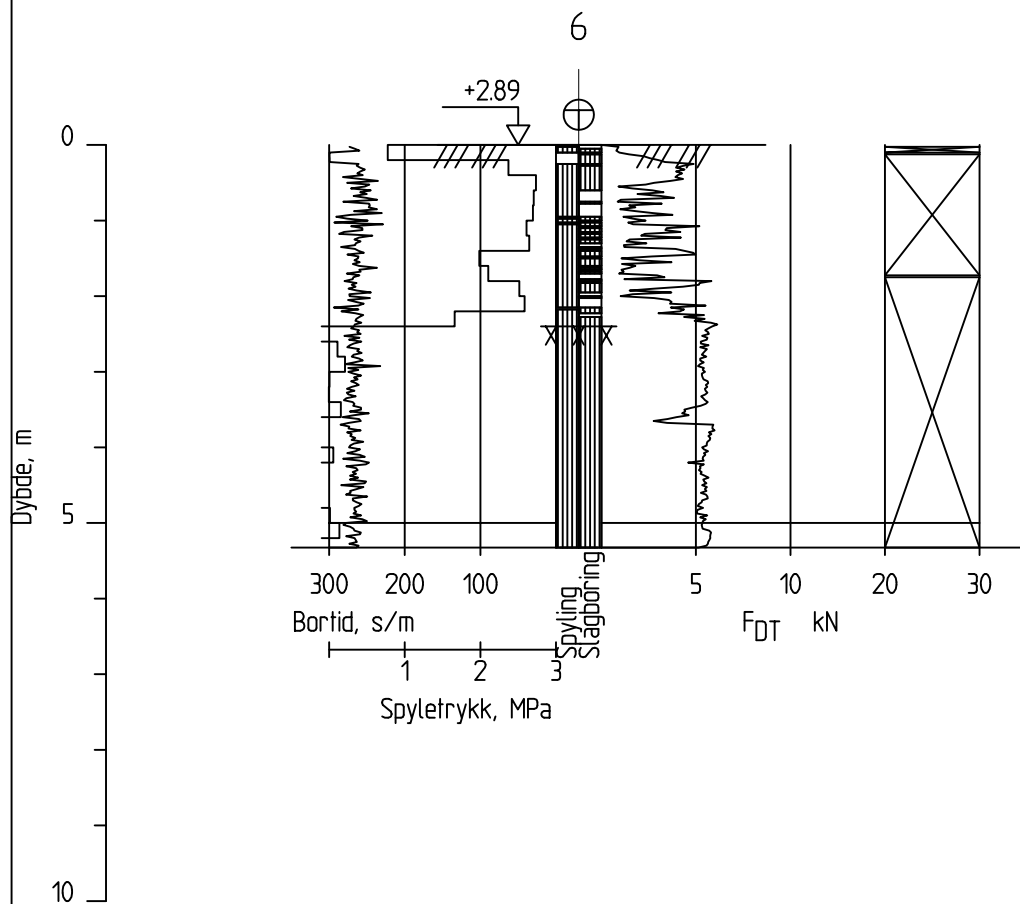 6
+2.89
0
Dybde, m
5
10
300 200 100 5 10 20 30
Bortid, s/m
Spyling
Slagboring
FDT kN
1 2 3
Spyletrykk, MPa